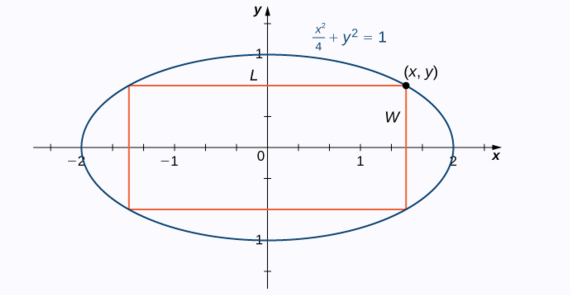 y
x²/4 + y² = 1
1
L
(x, y)
W
−2
−1
0
1
2
x
1